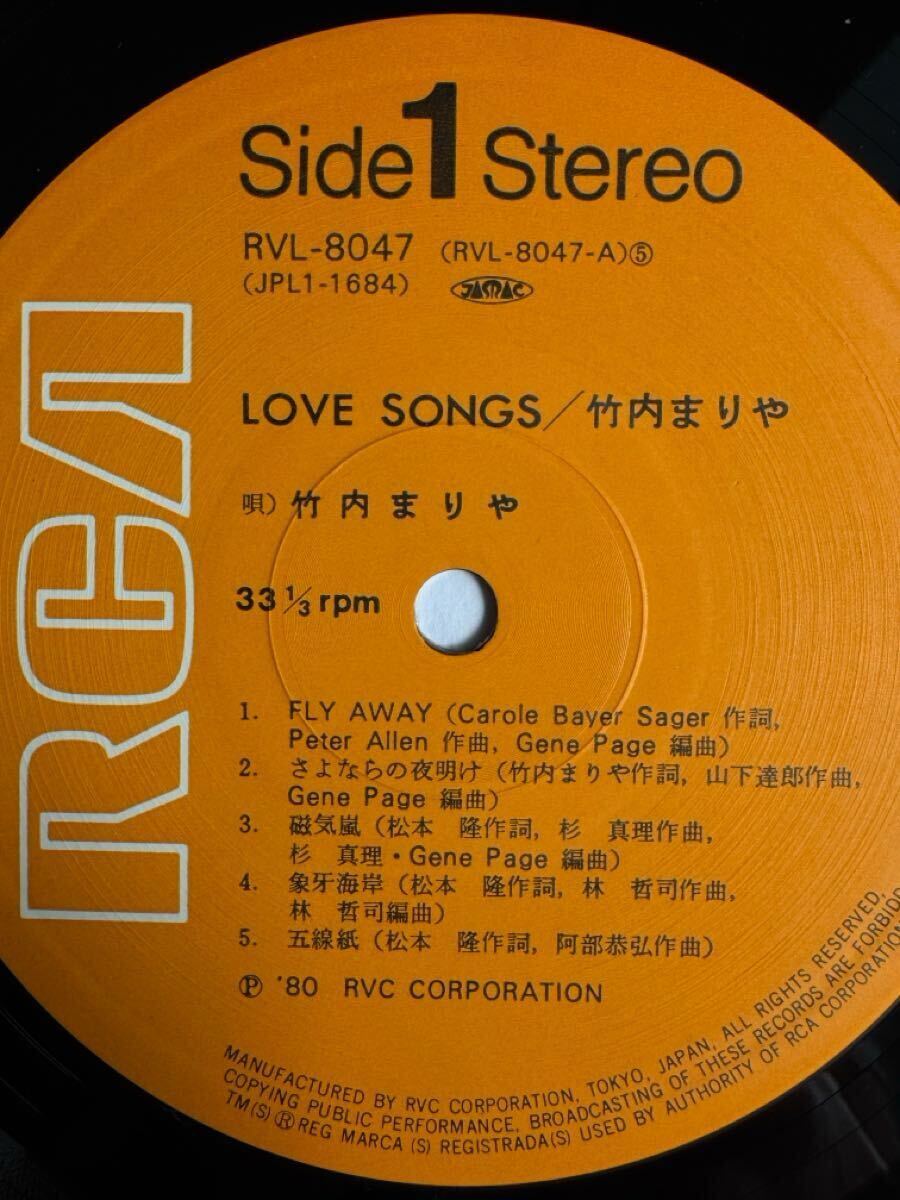 Side 1 Stereo
RVL-8047 (RVL-8047-A)⑤
(JPL1-1684) JASRAC
LOVE SONGS/竹内まりや
唄) 竹内まりや
33 1/3 rpm
1. FLY AWAY (Carole Bayer Sager 作詞,
Peter Allen 作曲, Gene Page 編曲)
2. さよならの夜明け (竹内まりや作詞, 山下達郎作曲,
Gene Page 編曲)
3. 磁気嵐 (松本 隆作詞, 杉 真理作曲,
杉 真理・Gene Page 編曲)
4. 象牙海岸 (松本 隆作詞, 林 哲司作曲,
林 哲司編曲)
5. 五線紙 (松本 隆作詞, 阿部恭弘作曲)
Ⓟ '80 RVC CORPORATION
MANUFACTURED BY RVC CORPORATION, TOKYO, JAPAN, ALL RIGHTS RESERVED,
COPYING PUBLIC PERFORMANCE, BROADCASTING OF THESE RECORDS ARE FORBIDDEN
TM(S) ® REG MARCA (S) REGISTRADA(S) USED BY AUTHORITY OF RCA CORPORATION
RCA